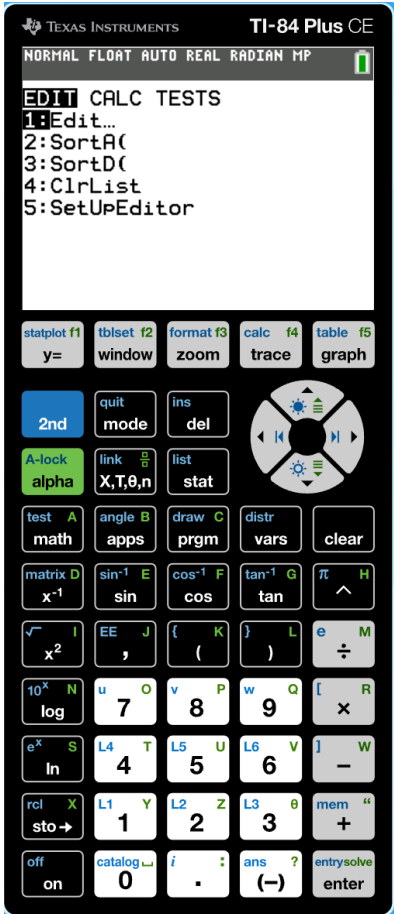 TEXAS INSTRUMENTS TI-84 Plus CE
NORMAL FLOAT AUTO REAL RADIAN MP
EDIT CALC TESTS
1:Edit…
2:SortA(
3:SortD(
4:ClrList
5:SetUpEditor
statplot f1 tblset f2 format f3 calc f4 table f5
y= window zoom trace graph
quit ins
2nd mode del
A-lock link list
alpha X,T,θ,n stat
test A angle B draw C distr
math apps prgm vars clear
matrix D sin⁻¹ E cos⁻¹ F tan⁻¹ G π H
x⁻¹ sin cos tan ^
√ I EE J { K } L e M
x² , ( ) ÷
10ˣ N u O v P w Q [ R
log 7 8 9 ×
eˣ S L4 T L5 U L6 V ] W
ln 4 5 6 −
rcl X L1 Y L2 Z L3 θ mem “
sto→ 1 2 3 +
off catalog ⎵ i : ans ? entry solve
on 0 . (−) enter